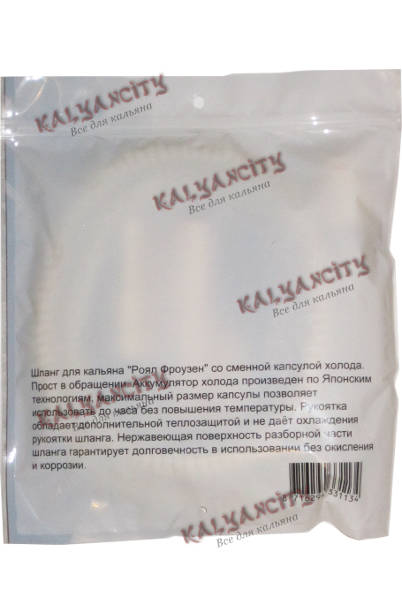 KALYANCITY
Все для кальяна
KALYANCITY
Все для кальяна
KALYANCITY
Все для кальяна
Шланг для кальяна "Роял Фроузен" со сменной капсулой холода.
Прост в обращении. Аккумулятор холода произведен по Японским
технологиям, максимальный размер капсулы позволяет
использовать до часа без повышения температуры. Рукоятка
обладает дополнительной теплозащитой и не даёт охлаждения
рукоятки шланга. Нержавеющая поверхность разборной части
шланга гарантирует долговечность в использовании без окисления
и коррозии.
KALYANCITY
Все для кальяна